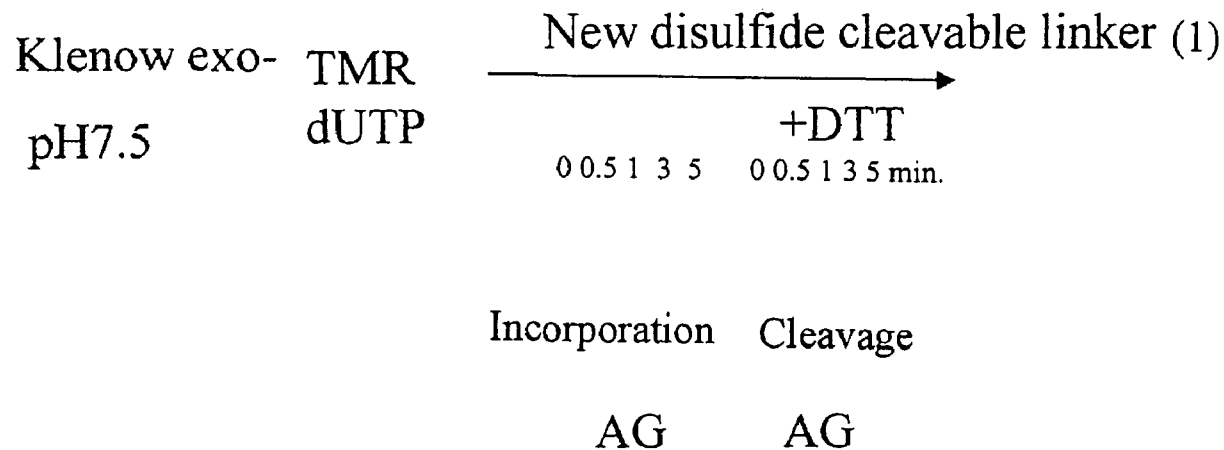 New disulfide cleavable linker (1)
Klenow exo- TMR
pH7.5 dUTP +DTT
0 0.5 1 3 5 0 0.5 1 3 5 min.
Incorporation Cleavage
AG AG